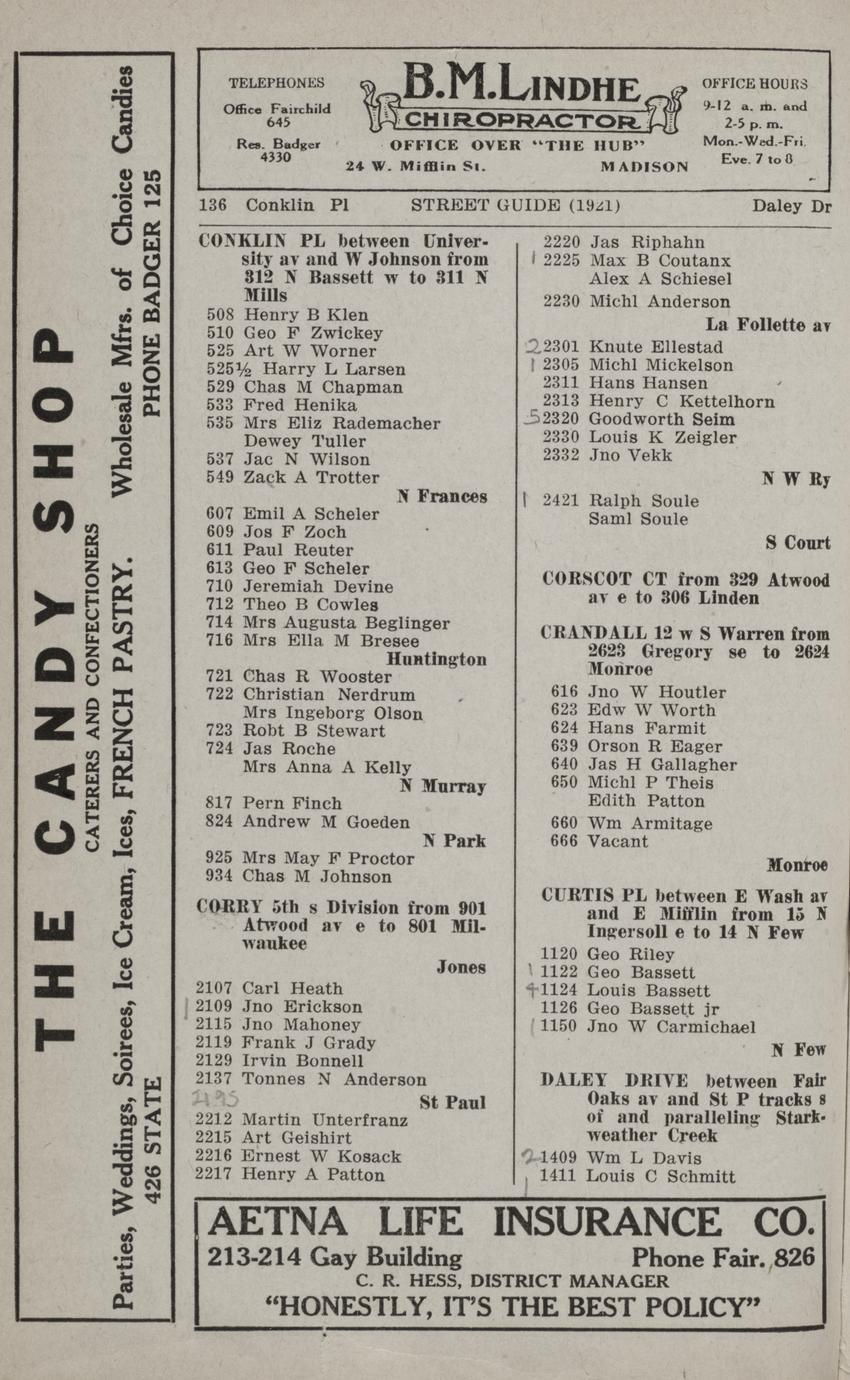 THE CANDY SHOP
CATERERS AND CONFECTIONERS
Parties, Weddings, Soirees, Ice Cream, Ices, FRENCH PASTRY. Wholesale Mfrs. of Choice Candies
426 STATE PHONE BADGER 125
TELEPHONES
Office Fairchild
645
Res. Badger
4330
B.M.LINDHE
CHIROPRACTOR
OFFICE OVER "THE HUB"
24 W. Mifflin St. MADISON
OFFICE HOURS
9-12 a. m. and
2-5 p. m.
Mon.-Wed.-Fri.
Eve. 7 to 8
136 Conklin Pl STREET GUIDE (1921) Daley Dr
CONKLIN PL between Univer-
sity av and W Johnson from
312 N Bassett w to 311 N
Mills
508 Henry B Klen
510 Geo F Zwickey
525 Art W Worner
525½ Harry L Larsen
529 Chas M Chapman
533 Fred Henika
535 Mrs Eliz Rademacher
Dewey Tuller
537 Jac N Wilson
549 Zack A Trotter
N Frances
607 Emil A Scheler
609 Jos F Zoch
611 Paul Reuter
613 Geo F Scheler
710 Jeremiah Devine
712 Theo B Cowles
714 Mrs Augusta Beglinger
716 Mrs Ella M Bresee
Huntington
721 Chas R Wooster
722 Christian Nerdrum
Mrs Ingeborg Olson
723 Robt B Stewart
724 Jas Roche
Mrs Anna A Kelly
N Murray
817 Pern Finch
824 Andrew M Goeden
N Park
925 Mrs May F Proctor
934 Chas M Johnson
CORRY 5th s Division from 901
Atwood av e to 801 Mil-
waukee
Jones
2107 Carl Heath
1 2109 Jno Erickson
2115 Jno Mahoney
2119 Frank J Grady
2129 Irvin Bonnell
2137 Tonnes N Anderson
St Paul
2212 Martin Unterfranz
2215 Art Geishirt
2216 Ernest W Kosack
2217 Henry A Patton
2220 Jas Riphahn
1 2225 Max B Coutanx
Alex A Schiesel
2230 Michl Anderson
La Follette av
2 2301 Knute Ellestad
1 2305 Michl Mickelson
2311 Hans Hansen
2313 Henry C Kettelhorn
5 2320 Goodworth Seim
2330 Louis K Zeigler
2332 Jno Vekk
N W Ry
1 2421 Ralph Soule
Saml Soule
S Court
CORSCOT CT from 329 Atwood
av e to 306 Linden
CRANDALL 12 w S Warren from
2623 Gregory se to 2624
Monroe
616 Jno W Houtler
623 Edw W Worth
624 Hans Farmit
639 Orson R Eager
640 Jas H Gallagher
650 Michl P Theis
Edith Patton
660 Wm Armitage
666 Vacant
Monroe
CURTIS PL between E Wash av
and E Mifflin from 15 N
Ingersoll e to 14 N Few
1120 Geo Riley
1 1122 Geo Bassett
4 1124 Louis Bassett
1126 Geo Bassett jr
1 1150 Jno W Carmichael
N Few
DALEY DRIVE between Fair
Oaks av and St P tracks s
of and paralleling Stark-
weather Creek
2 1409 Wm L Davis
1 1411 Louis C Schmitt
AETNA LIFE INSURANCE CO.
213-214 Gay Building Phone Fair. 826
C. R. HESS, DISTRICT MANAGER
"HONESTLY, IT'S THE BEST POLICY"